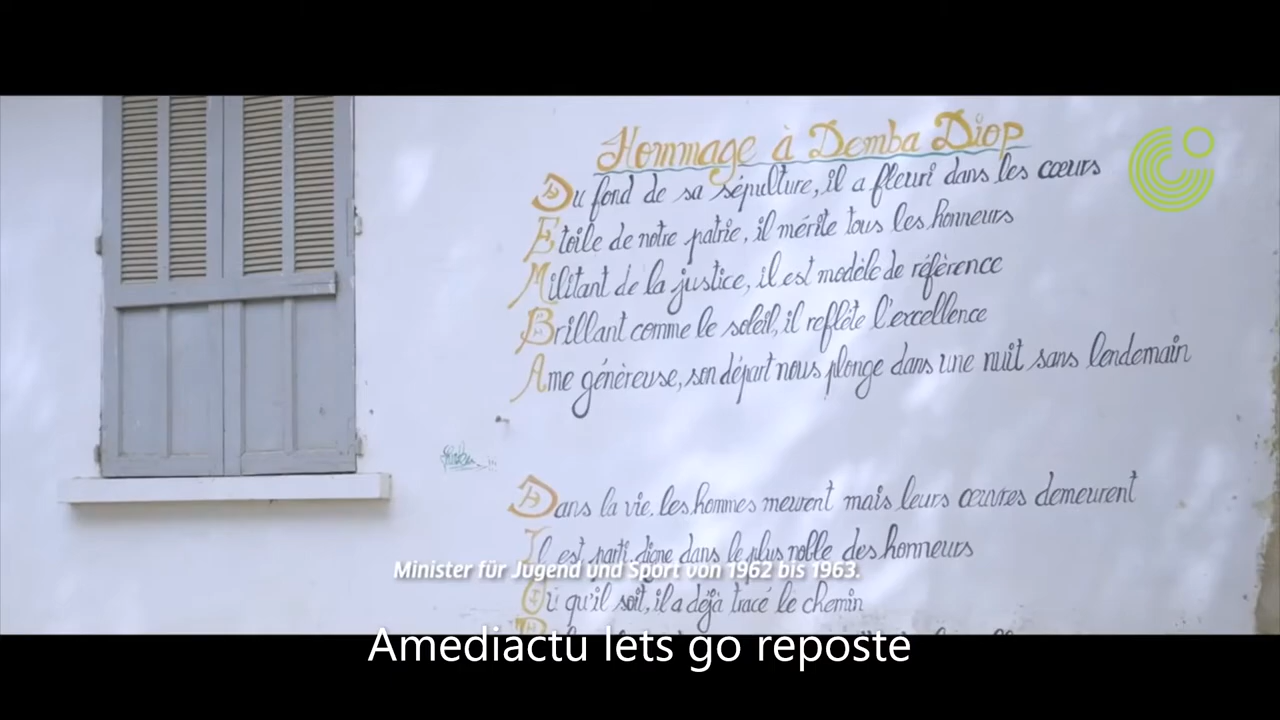 Hommage à Demba Diop
Du fond de sa sépulture, il a fleuri dans les cœurs
Etoile de notre patrie, il mérite tous les honneurs
Militant de la justice, il est modèle de référence
Brillant comme le soleil, il reflète l'excellence
Ame généreuse, son départ nous plonge dans une nuit sans lendemain
Dans la vie. les hommes meurent mais leurs œuvres demeurent
Il est parti digne dans le plus noble des honneurs
Minister für Jugend und Sport von 1962 bis 1963.
Où qu'il soit, il a déjà tracé le chemin
Amediactu lets go reposte